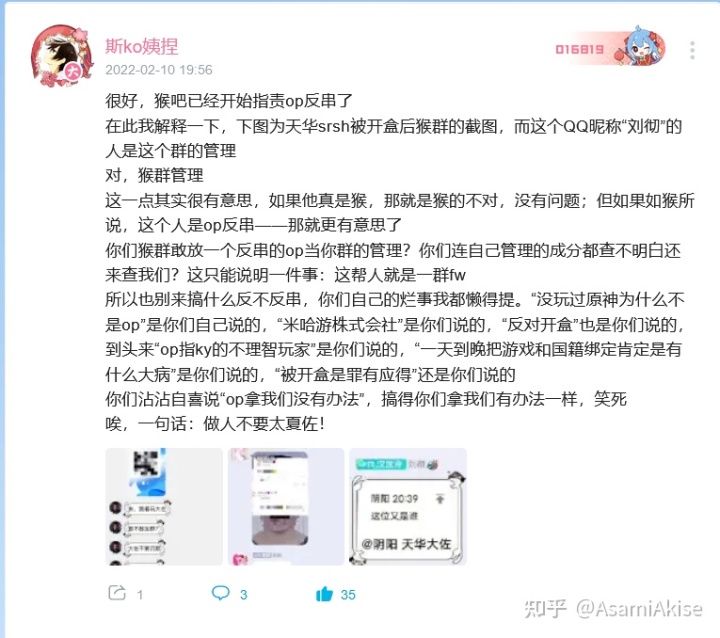 斯ko姨捏
2022-02-10 19:56
016819
很好，猴吧已经开始指责op反串了
在此我解释一下，下图为天华srsh被开盒后猴群的截图，而这个QQ昵称“刘彻”的
人是这个群的管理
对，猴群管理
这一点其实很有意思，如果他真是猴，那就是猴的不对，没有问题；但如果如猴所
说，这个人是op反串——那就更有意思了
你们猴群敢放一个反串的op当你群的管理？你们连自己管理的成分都查不明白还
来查我们？这只能说明一件事：这帮人就是一群fw
所以也别来搞什么反不反串，你们自己的烂事我都懒得提。“没玩过原神为什么不
是op”是你们自己说的，“米哈游株式会社”是你们说的，“反对开盒”也是你们说的，
到头来“op指ky的不理智玩家”是你们说的，“一天到晚把游戏和国籍绑定肯定是有
什么大病”是你们说的，“被开盒是罪有应得”还是你们说的
你们沾沾自喜说“op拿我们没有办法”，搞得你们拿我们有办法一样，笑死
唉，一句话：做人不要太夏佐！
阴阳 20:39
这位又是谁
@阴阳 天华大佐
1
3
35
知乎 @AsamiAkise